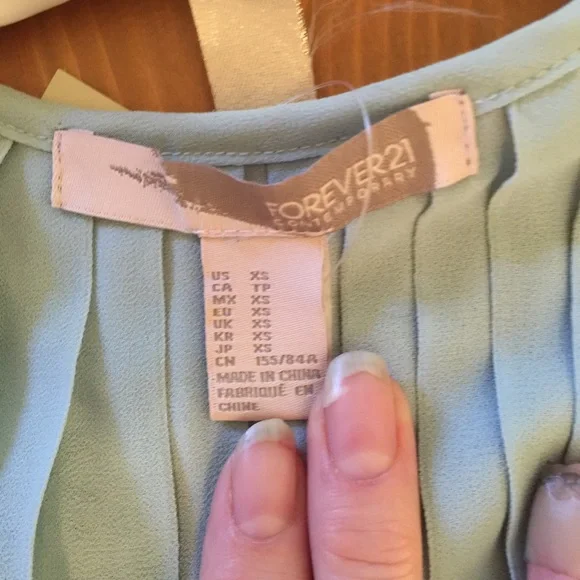 FOREVER21
CONTEMPORARY
US XS
CA TP
MX XS
EU XS
UK XS
KR XS
JP XS
CN 155/84A
MADE IN CHINA
FABRIQUÉ EN
CHINE